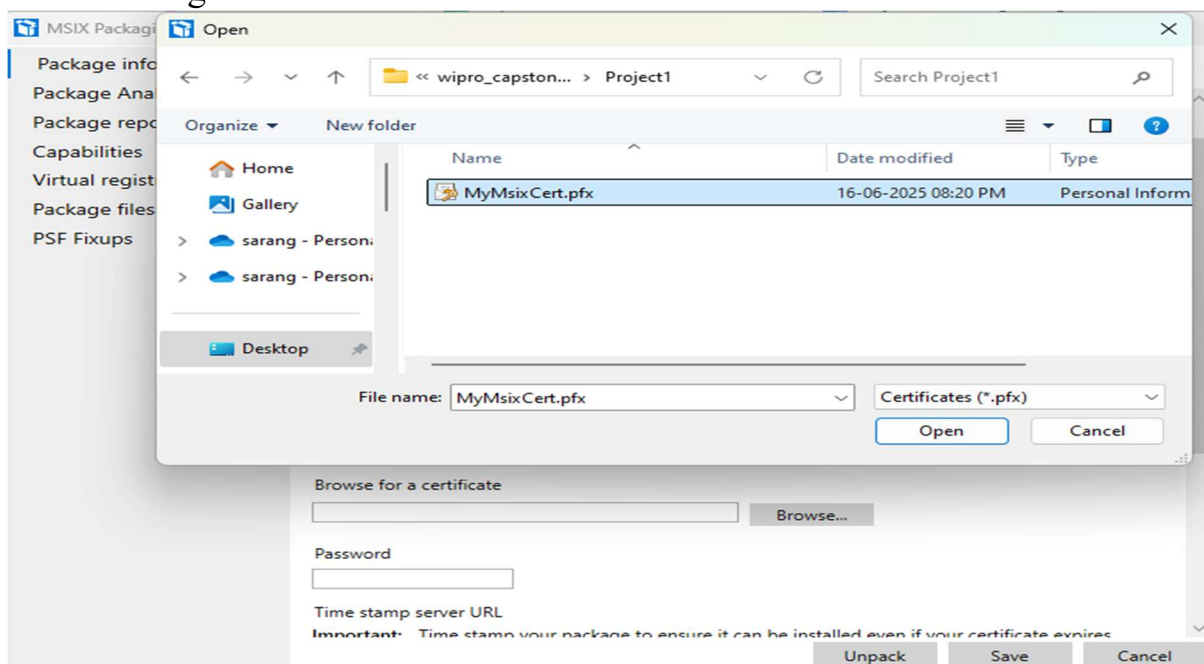 MSIX Packagi
Open
Package info
Package Anal
Package repo
Capabilities
Virtual regist
Package files
PSF Fixups
« wipro_capston... > Project1
Search Project1
Organize
New folder
Home
Gallery
sarang - Persona
sarang - Persona
Desktop
Name
Date modified
Type
MyMsixCert.pfx
16-06-2025 08:20 PM
Personal Inform
File name:
MyMsixCert.pfx
Certificates (*.pfx)
Open
Cancel
Browse for a certificate
Browse...
Password
Time stamp server URL
Important: Time stamp your package to ensure it can be installed even if your certificate expires
Unpack
Save
Cancel